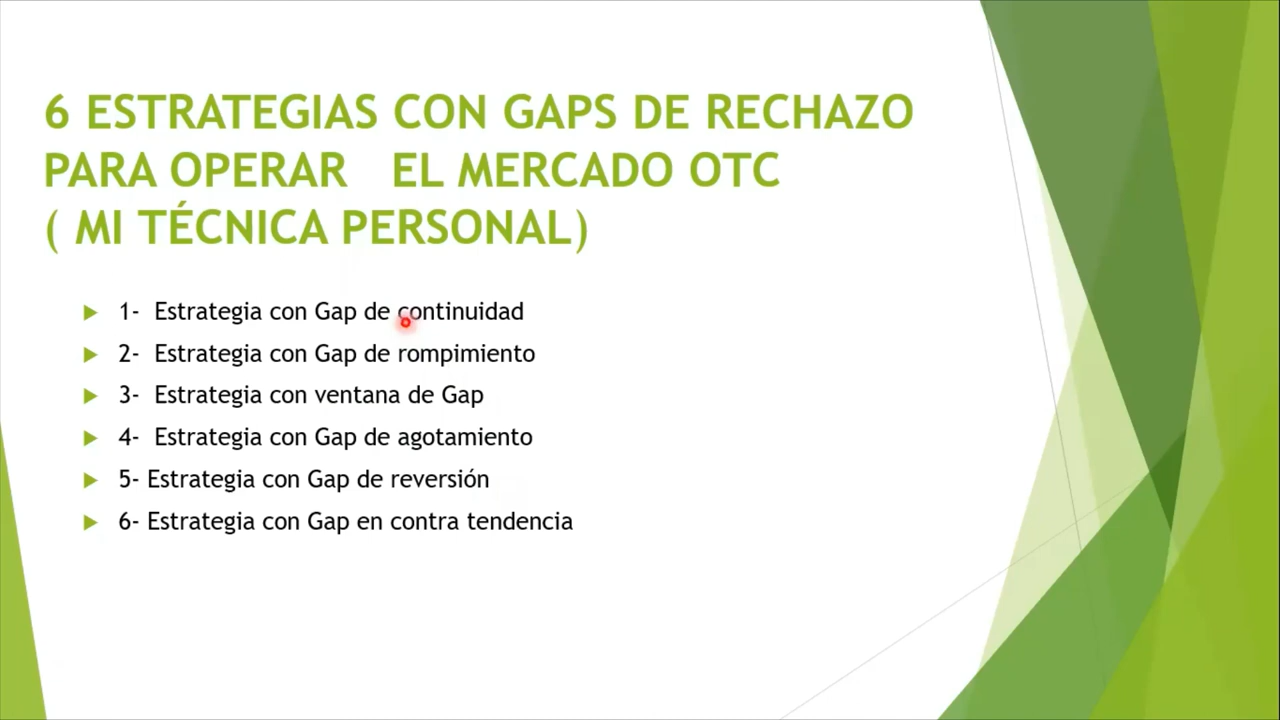 6 ESTRATEGIAS CON GAPS DE RECHAZO
PARA OPERAR   EL MERCADO OTC
( MI TÉCNICA PERSONAL)
1-  Estrategia con Gap de continuidad
2-  Estrategia con Gap de rompimiento
3-  Estrategia con ventana de Gap
4-  Estrategia con Gap de agotamiento
5- Estrategia con Gap de reversión
6- Estrategia con Gap en contra tendencia